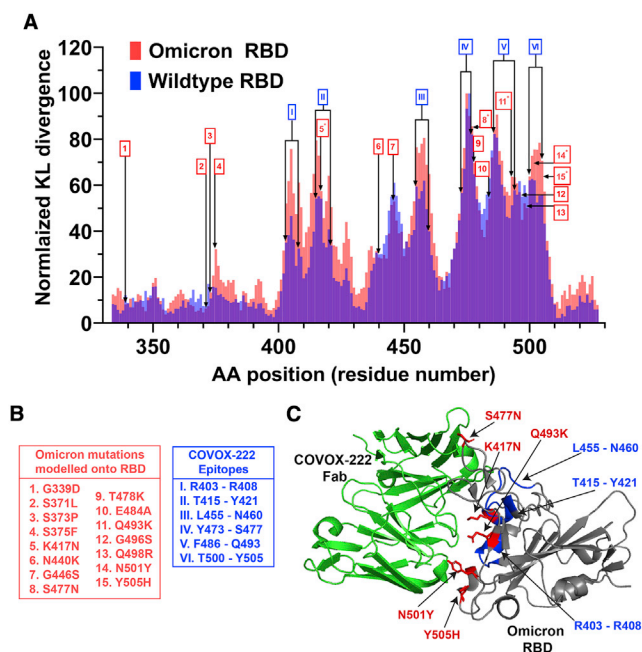 A
Omicron RBD
Wildtype RBD
Normlaized KL divergence
120
100
80
60
40
20
0
350
400
450
500
AA position (residue number)
I
II
III
IV
V
VI
1
2
3
4
5*
6
7
8*
9
10
11*
14*
15*
12
13
B
Omicron mutations
modelled onto RBD
1. G339D
2. S371L
3. S373P
4. S375F
5. K417N
6. N440K
7. G446S
8. S477N
9. T478K
10. E484A
11. Q493K
12. G496S
13. Q498R
14. N501Y
15. Y505H
COVOX-222
Epitopes
I. R403 - R408
II. T415 - Y421
III. L455 - N460
IV. Y473 - S477
V. F486 - Q493
VI. T500 - Y505
C
S477N
Q493K
K417N
L455 - N460
COVOX-222
Fab
T415 - Y421
N501Y
Y505H
R403 - R408
Omicron
RBD